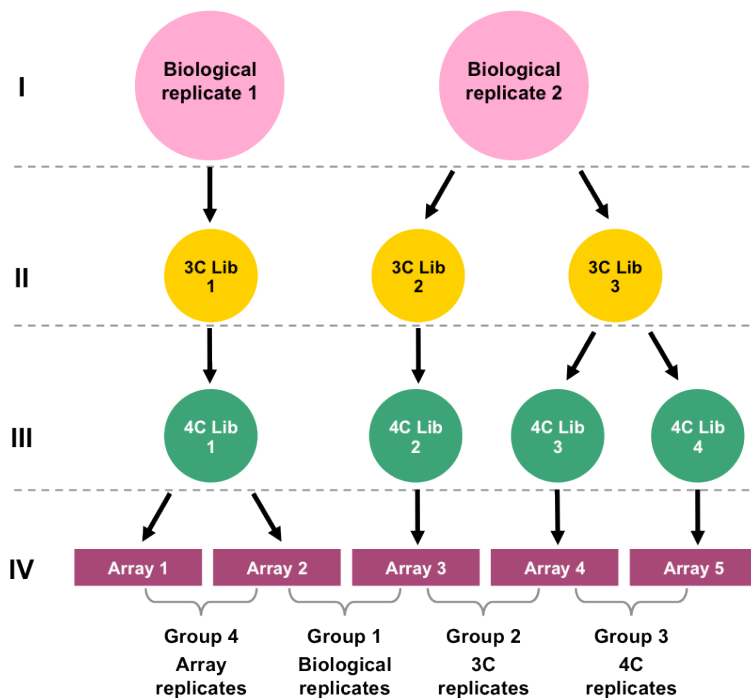 I
Biological
replicate 1
Biological
replicate 2
II
3C Lib
1
3C Lib
2
3C Lib
3
III
4C Lib
1
4C Lib
2
4C Lib
3
4C Lib
4
IV
Array 1
Array 2
Array 3
Array 4
Array 5
Group 4
Array
replicates
Group 1
Biological
replicates
Group 2
3C
replicates
Group 3
4C
replicates